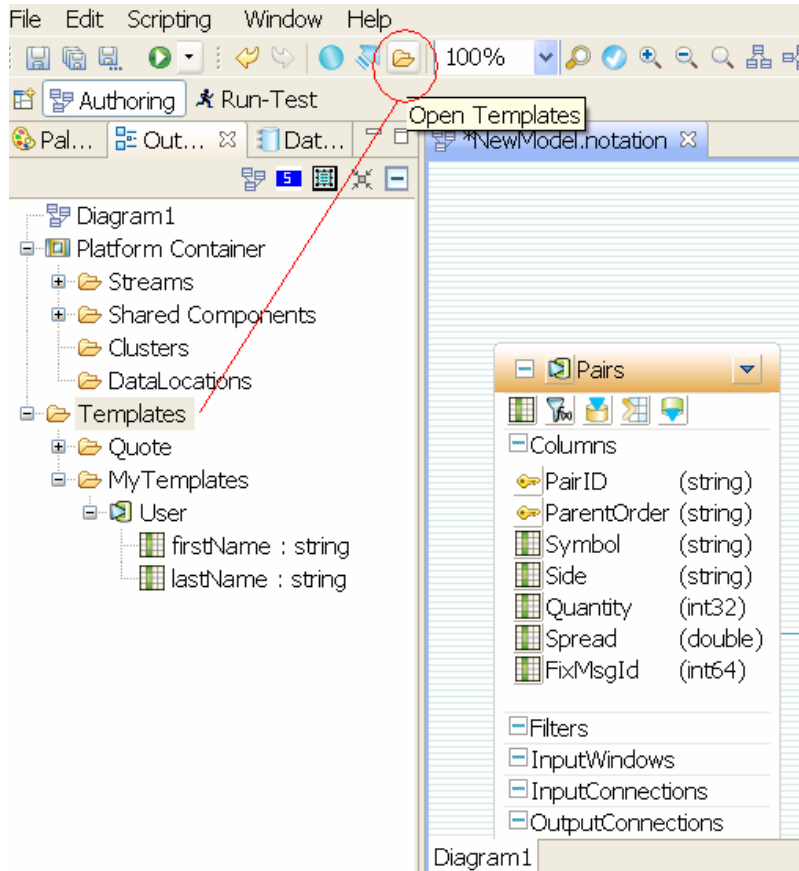 File Edit Scripting Window Help
100%
Authoring Run-Test
Open Templates
Pal... Out... Dat... *NewModel.notation
5
Diagram1
Platform Container
Streams
Shared Components
Clusters
DataLocations
Templates
Quote
MyTemplates
User
firstName : string
lastName : string
Pairs
Columns
PairID (string)
ParentOrder (string)
Symbol (string)
Side (string)
Quantity (int32)
Spread (double)
FixMsgId (int64)
Filters
InputWindows
InputConnections
OutputConnections
Diagram1